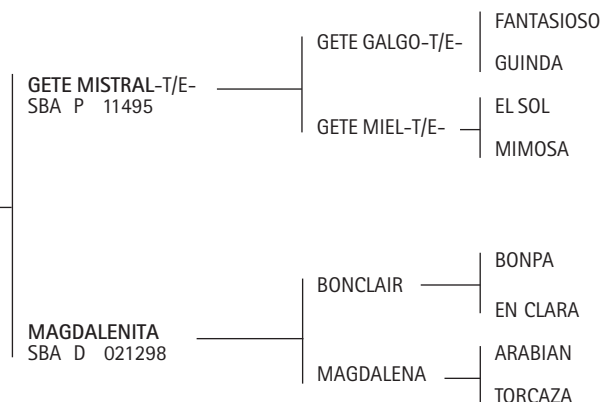 FANTASIOSO
GETE GALGO-T/E-
GUINDA
GETE MISTRAL-T/E-
SBA P 11495
EL SOL
GETE MIEL-T/E-
MIMOSA
BONPA
BONCLAIR
EN CLARA
MAGDALENITA
SBA D 021298
ARABIAN
MAGDALENA
TORCAZA